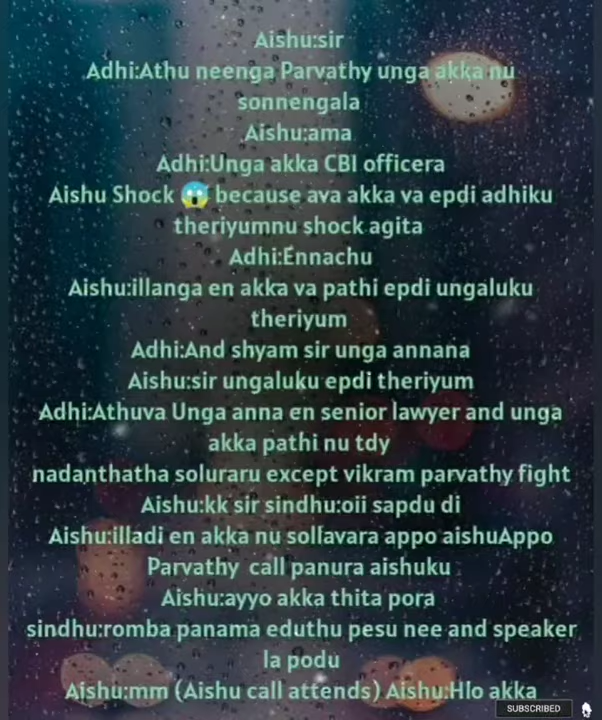 Aishu:sir
Adhi:Athu neenga Parvathy unga akka nu
sonnengala
Aishu:ama
Adhi:Unga akka CBI officera
Aishu Shock 😱 because ava akka va epdi adhiku
theriyumnu shock agita
Adhi:Ennachu
Aishu:illanga en akka va pathi epdi ungaluku
theriyum
Adhi:And shyam sir unga annana
Aishu:sir ungaluku epdi theriyum
Adhi:Athuva Unga anna en senior lawyer and unga
akka pathi nu tdy
nadanthatha soluraru except vikram parvathy fight
Aishu:kk sir sindhu:oii sapdu di
Aishu:illadi en akka nu sollavara appo aishuAppo
Parvathy call panura aishuku
Aishu:ayyo akka thita pora
sindhu:romba panama eduthu pesu nee and speaker
la podu
Aishu:mm (Aishu call attends) Aishu:Hlo akka
SUBSCRIBED